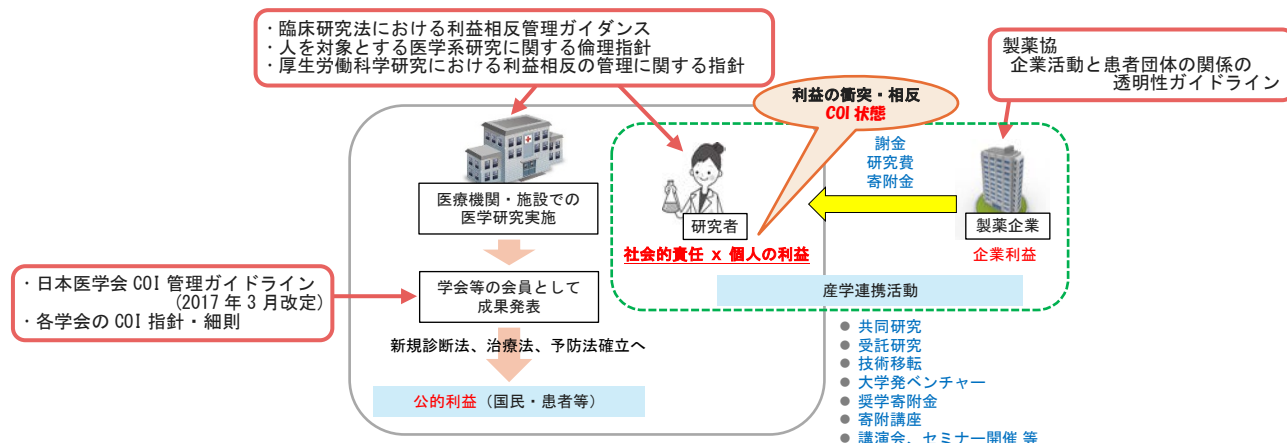 ・臨床研究法における利益相反管理ガイダンス
・人を対象とする医学系研究に関する倫理指針
・厚生労働科学研究における利益相反の管理に関する指針
製薬協
企業活動と患者団体の関係の
透明性ガイドライン
利益の衝突・相反
COI 状態
謝金
研究費
寄附金
医療機関・施設での
医学研究実施
研究者
製薬企業
社会的責任 x 個人の利益
企業利益
・日本医学会 COI 管理ガイドライン
(2017 年 3 月改定)
・各学会の COI 指針・細則
学会等の会員として
成果発表
産学連携活動
新規診断法、治療法、予防法確立へ
公的利益（国民・患者等）
● 共同研究
● 受託研究
● 技術移転
● 大学発ベンチャー
● 奨学寄附金
● 寄附講座
● 講演会、セミナー開催 等